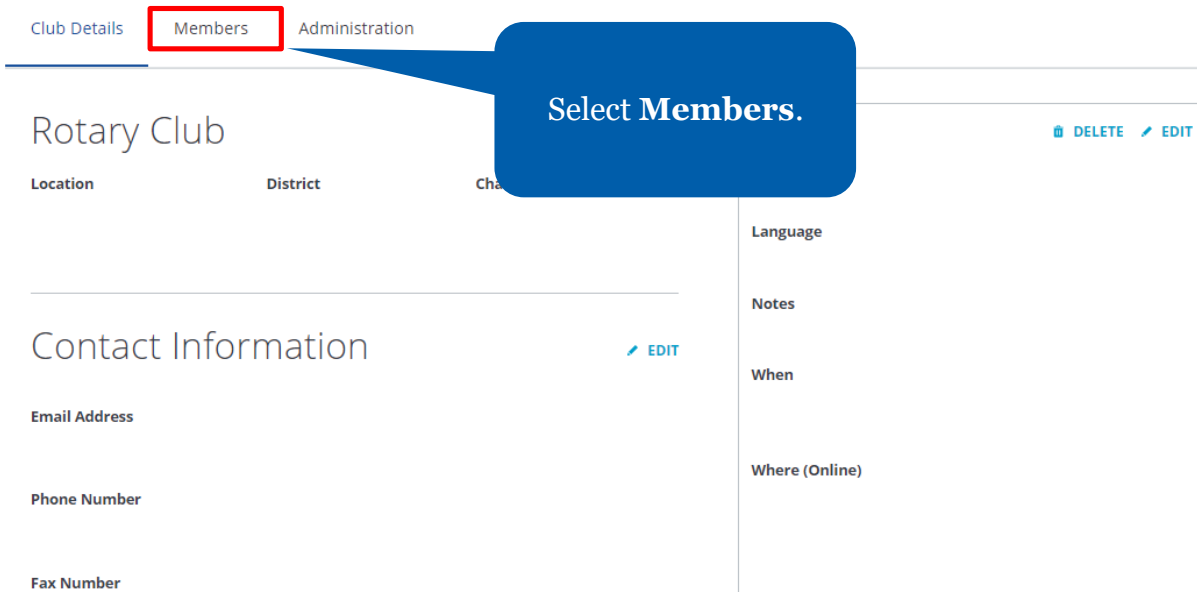 Club Details Members Administration
Select Members.
Rotary Club
DELETE EDIT
Location District
Language
Notes
Contact Information
EDIT
When
Email Address
Where (Online)
Phone Number
Fax Number